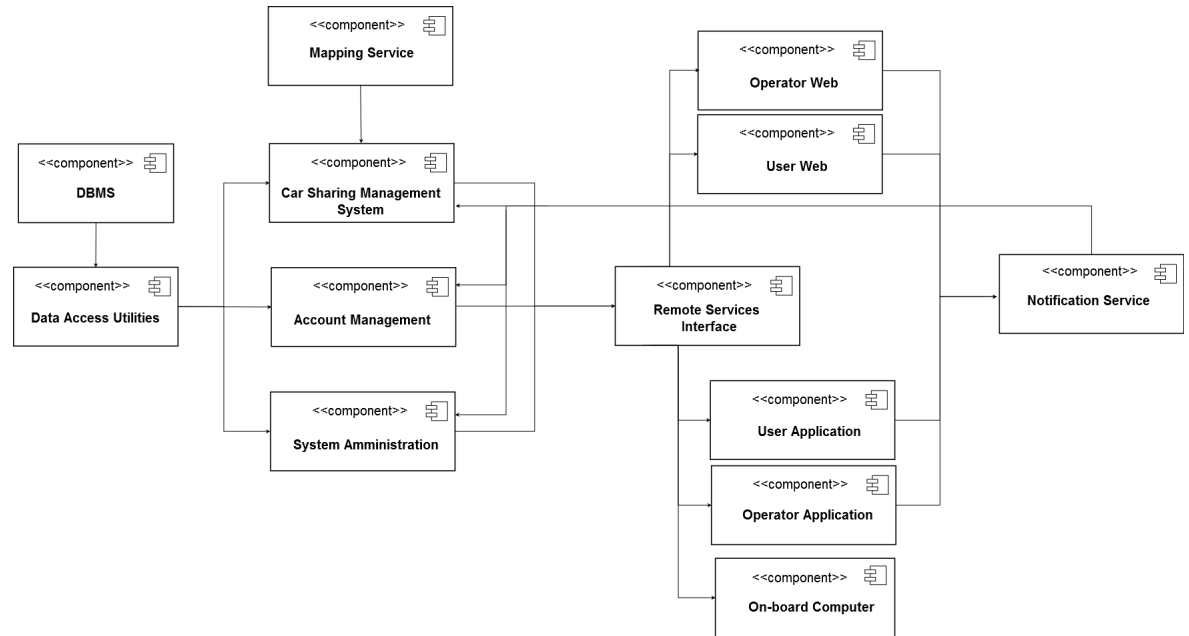 <<component>>
Mapping Service
<<component>>
Operator Web
<<component>>
User Web
<<component>>
DBMS
<<component>>
Car Sharing Management
System
<<component>>
Data Access Utilities
<<component>>
Account Management
<<component>>
Remote Services
Interface
<<component>>
Notification Service
<<component>>
System Amministration
<<component>>
User Application
<<component>>
Operator Application
<<component>>
On-board Computer